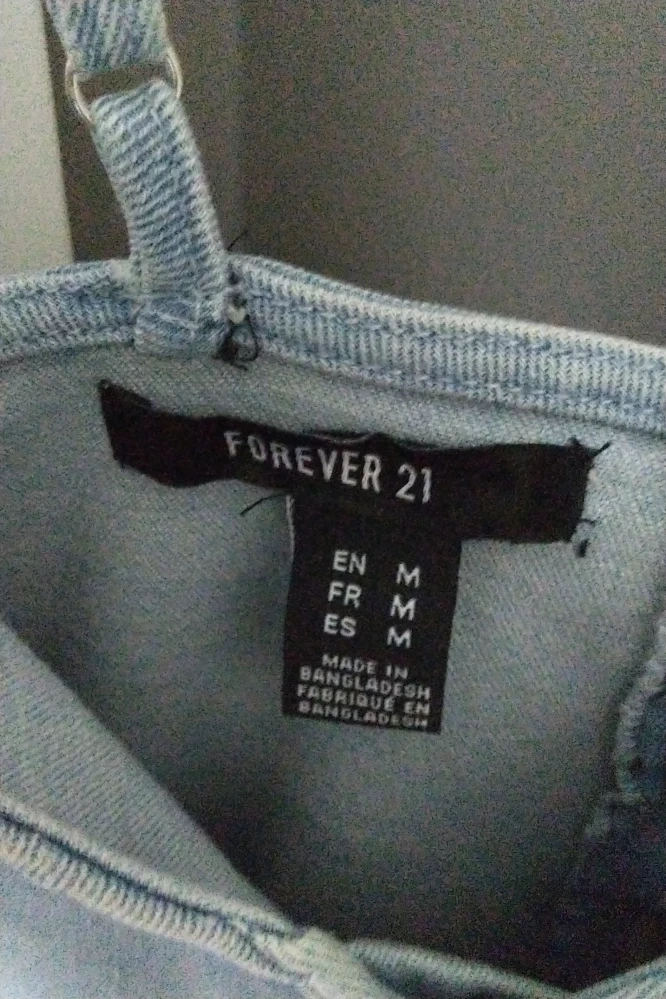 FOREVER 21
EN M
FR M
ES M
MADE IN
BANGLADESH
FABRIQUÉ EN
BANGLADESH